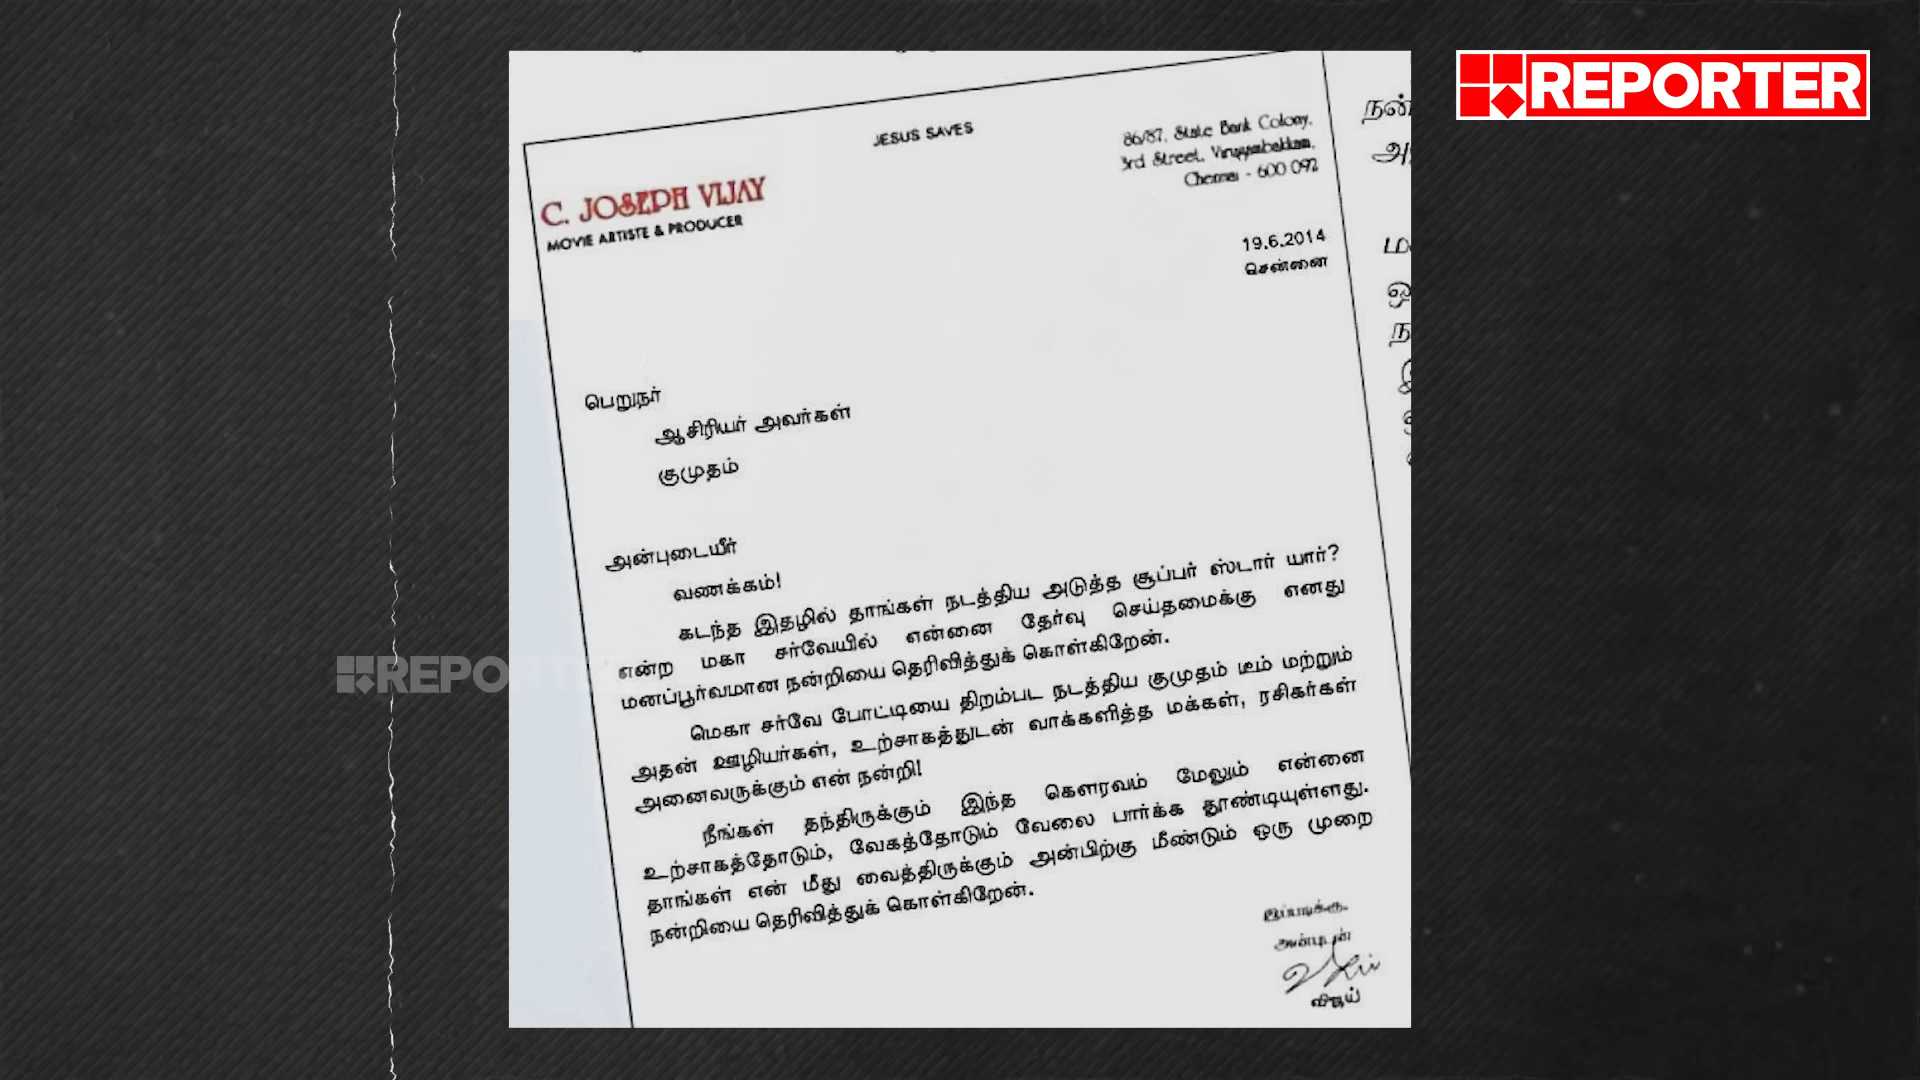 REPORTER
JESUS SAVES
86/87, State Bank Colony,
3rd Street, Virugambakkam,
Chennai - 600 092
C. JOSEPH VIJAY
MOVIE ARTISTE & PRODUCER
19.6.2014
சென்னை
பெறுநர்
ஆசிரியர் அவர்கள்
குமுதம்
அன்புடையீர்
வணக்கம்!
கடந்த இதழில் தாங்கள் நடத்திய அடுத்த சூப்பர் ஸ்டார் யார்?
என்ற மகா சர்வேயில் என்னை தேர்வு செய்தமைக்கு எனது
மனப்பூர்வமான நன்றியை தெரிவித்துக் கொள்கிறேன்.
மெகா சர்வே போட்டியை திறம்பட நடத்திய குமுதம் டீம் மற்றும்
அதன் ஊழியர்கள், உற்சாகத்துடன் வாக்களித்த மக்கள், ரசிகர்கள்
அனைவருக்கும் என் நன்றி!
நீங்கள் தந்திருக்கும் இந்த கௌரவம் மேலும் என்னை
உற்சாகத்தோடும், வேகத்தோடும் வேலை பார்க்க தூண்டியுள்ளது.
தாங்கள் என் மீது வைத்திருக்கும் அன்பிற்கு மீண்டும் ஒரு முறை
நன்றியை தெரிவித்துக் கொள்கிறேன்.
இப்படிக்கு,
அன்புடன்
விஜய்
REPORTER